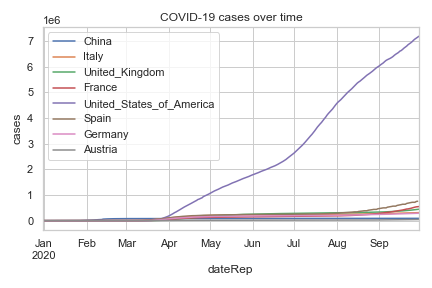 COVID-19 cases over time
1e6
7
6
5
4
3
2
1
0
cases
China
Italy
United_Kingdom
France
United_States_of_America
Spain
Germany
Austria
Jan Feb Mar Apr May Jun Jul Aug Sep
2020
dateRep